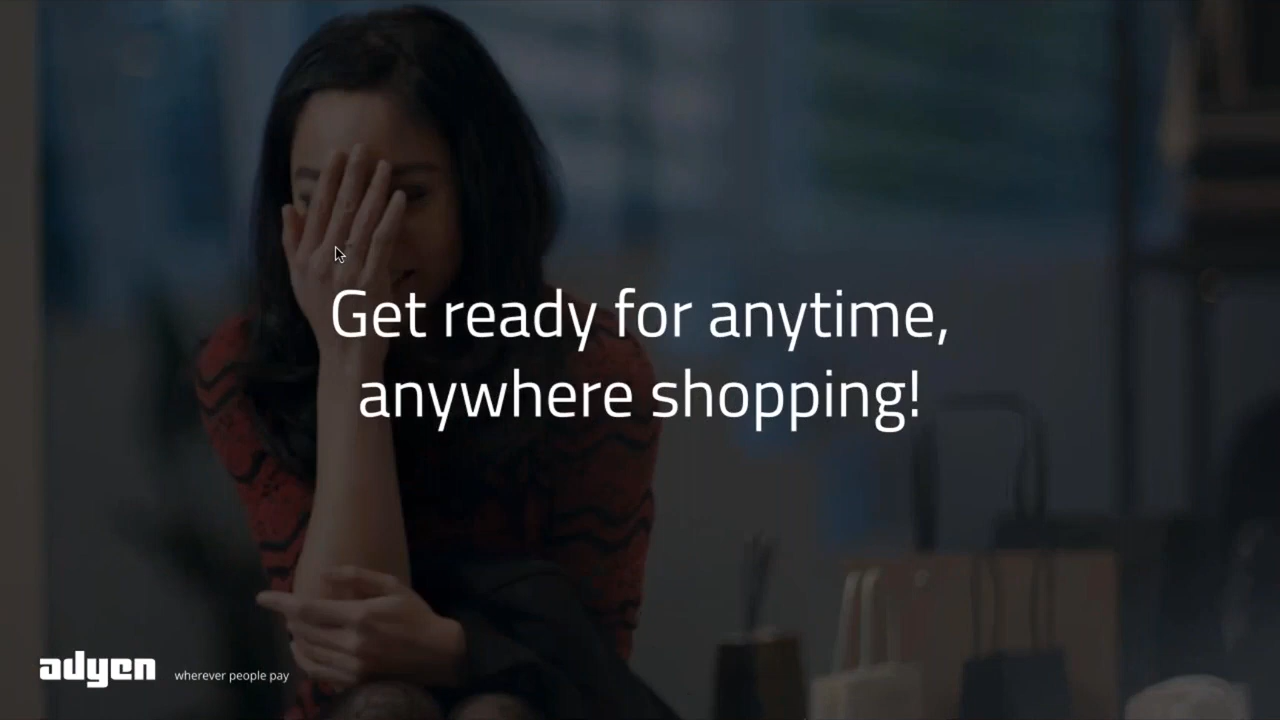 Get ready for anytime,
anywhere shopping!
adyen
wherever people pay